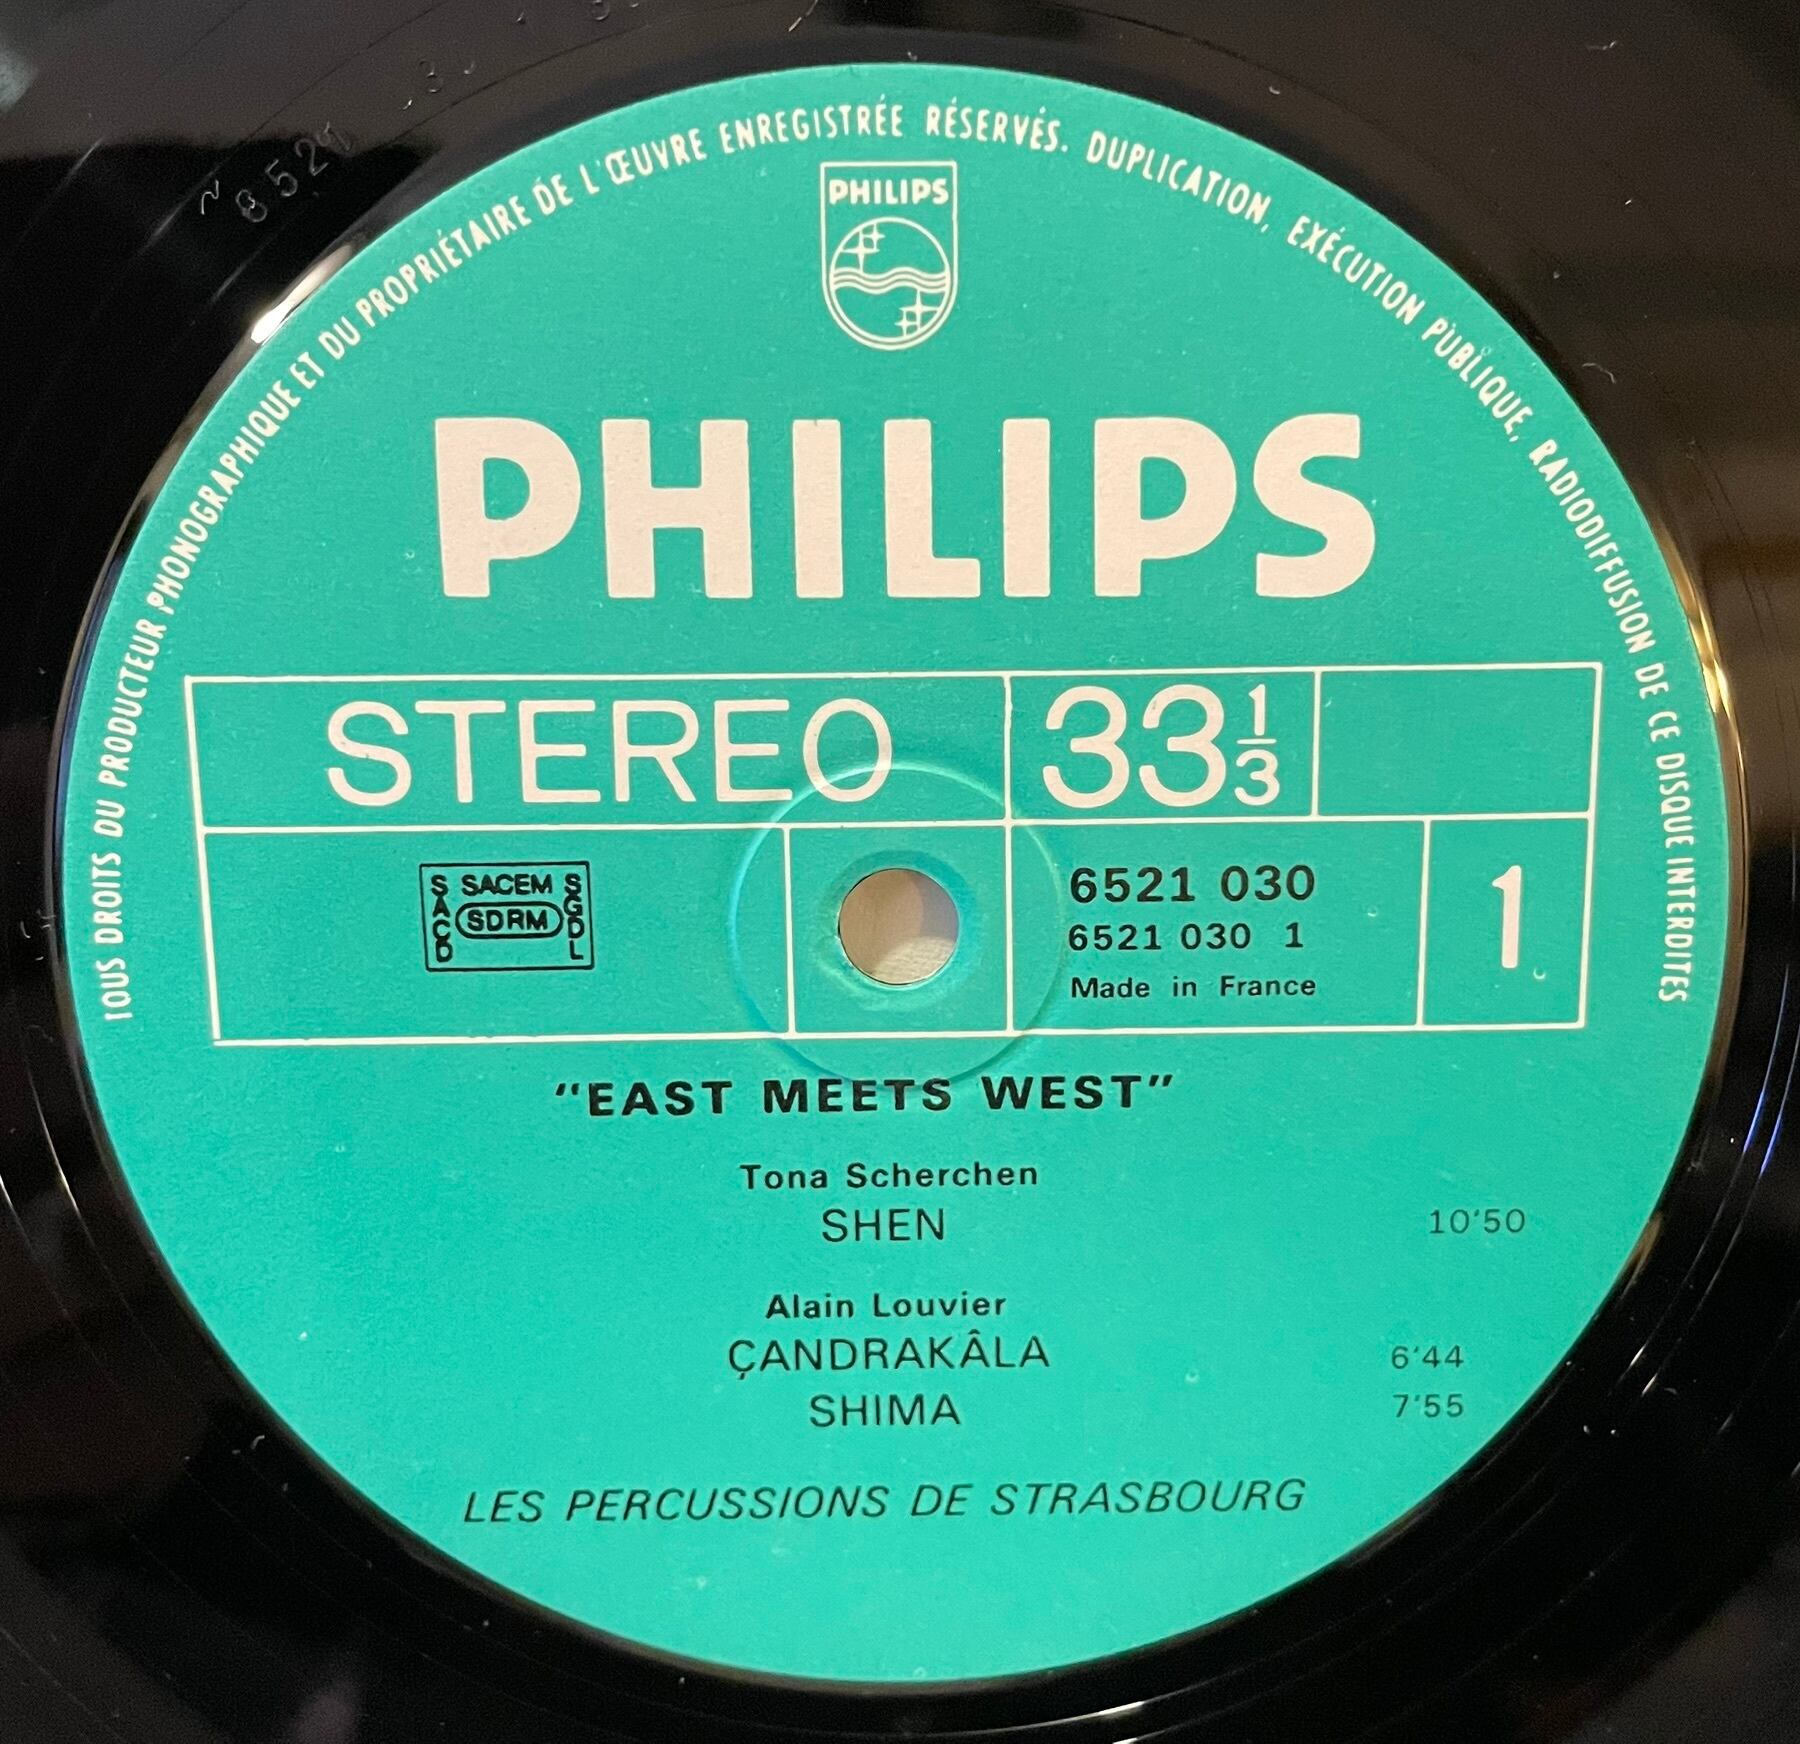 TOUS DROITS DU PRODUCTEUR PHONOGRAPHIQUE ET DU PROPRIÉTAIRE DE L'ŒUVRE ENREGISTRÉE RÉSERVÉS. DUPLICATION, EXÉCUTION PUBLIQUE, RADIODIFFUSION DE CE DISQUE INTERDITES
PHILIPS
PHILIPS
STEREO 33 1/3
SACD SACEM SGDL
SDRM
6521 030
6521 030 1
Made in France
1
"EAST MEETS WEST"
Tona Scherchen
SHEN 10'50
Alain Louvier
ÇANDRAKÂLA 6'44
SHIMA 7'55
LES PERCUSSIONS DE STRASBOURG